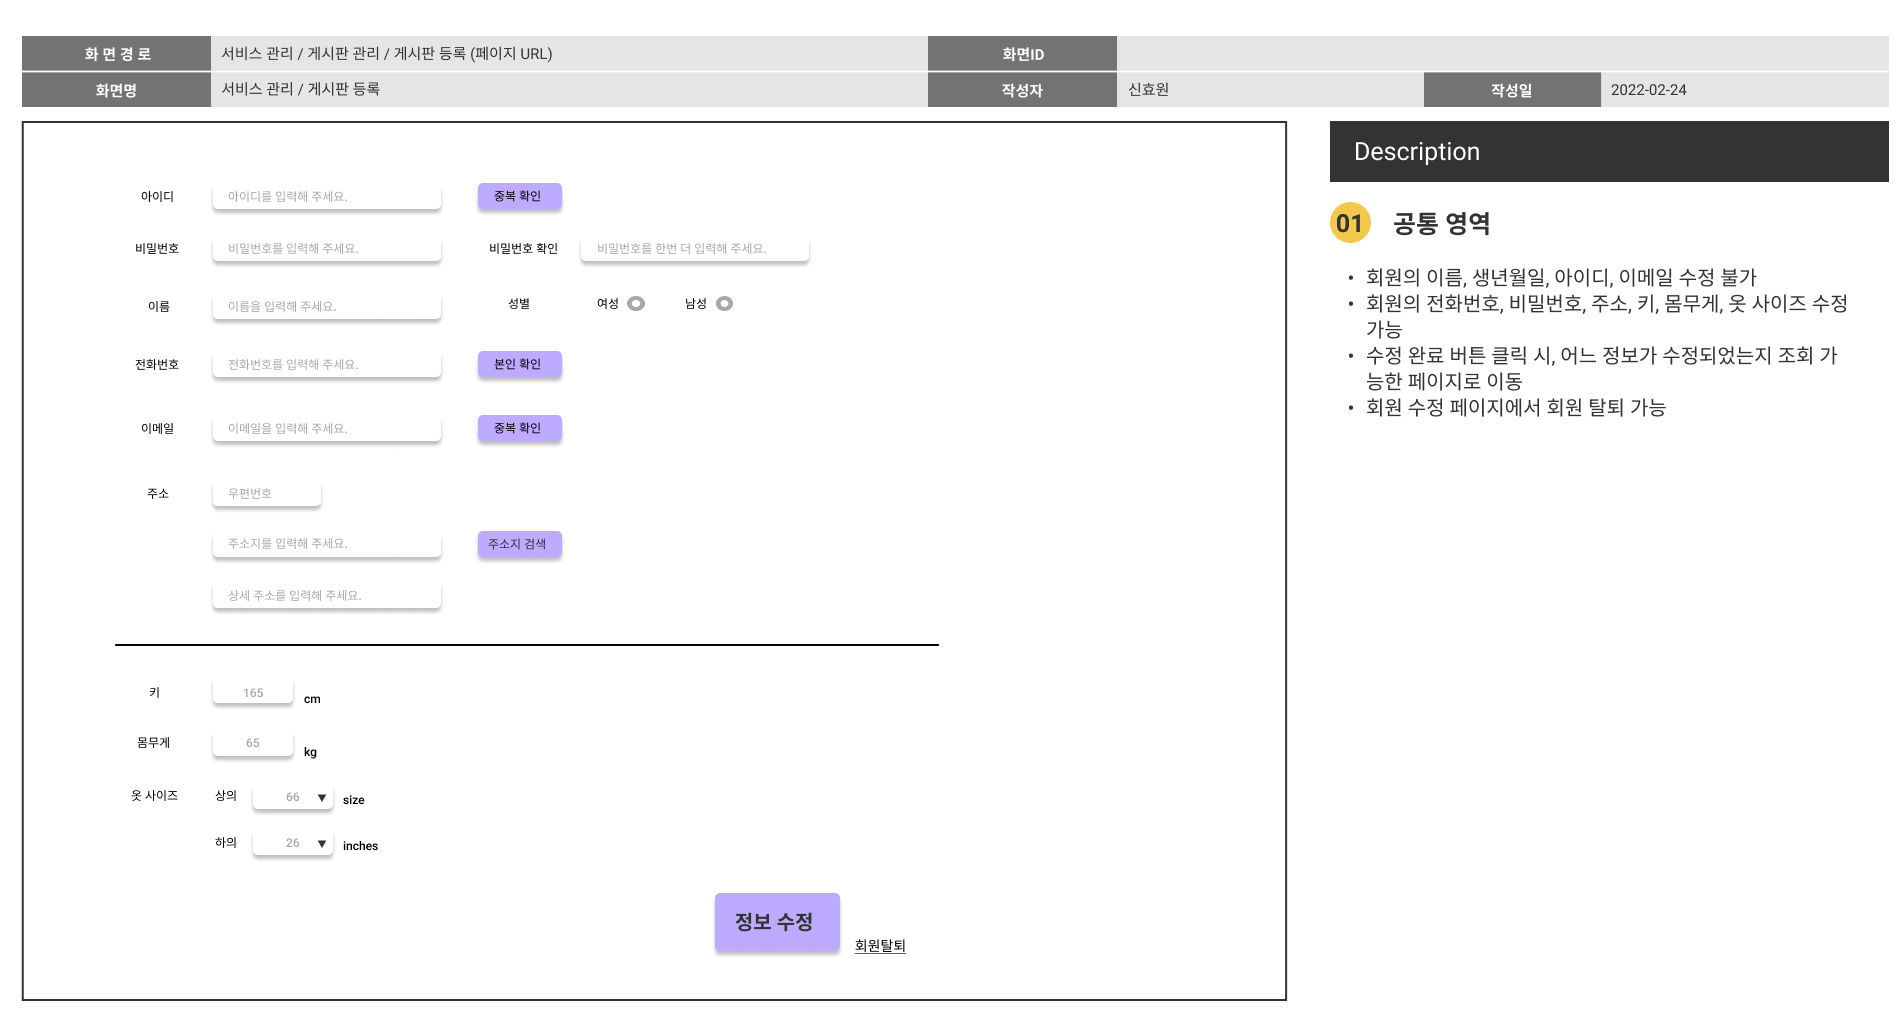 화 면 경 로 서비스 관리 / 게시판 관리 / 게시판 등록 (페이지 URL) 화면ID
화면명 서비스 관리 / 게시판 등록 작성자 신효원 작성일 2022-02-24
아이디 아이디를 입력해 주세요. 중복 확인
비밀번호 비밀번호를 입력해 주세요. 비밀번호 확인 비밀번호를 한번 더 입력해 주세요.
이름 이름을 입력해 주세요. 성별 여성 남성
전화번호 전화번호를 입력해 주세요. 본인 확인
이메일 이메일을 입력해 주세요. 중복 확인
주소 우편번호
주소지를 입력해 주세요. 주소지 검색
상세 주소를 입력해 주세요.
키 165 cm
몸무게 65 kg
옷 사이즈 상의 66 ▼ size
하의 26 ▼ inches
정보 수정 회원탈퇴
Description
01 공통 영역
• 회원의 이름, 생년월일, 아이디, 이메일 수정 불가
• 회원의 전화번호, 비밀번호, 주소, 키, 몸무게, 옷 사이즈 수정
가능
• 수정 완료 버튼 클릭 시, 어느 정보가 수정되었는지 조회 가
능한 페이지로 이동
• 회원 수정 페이지에서 회원 탈퇴 가능